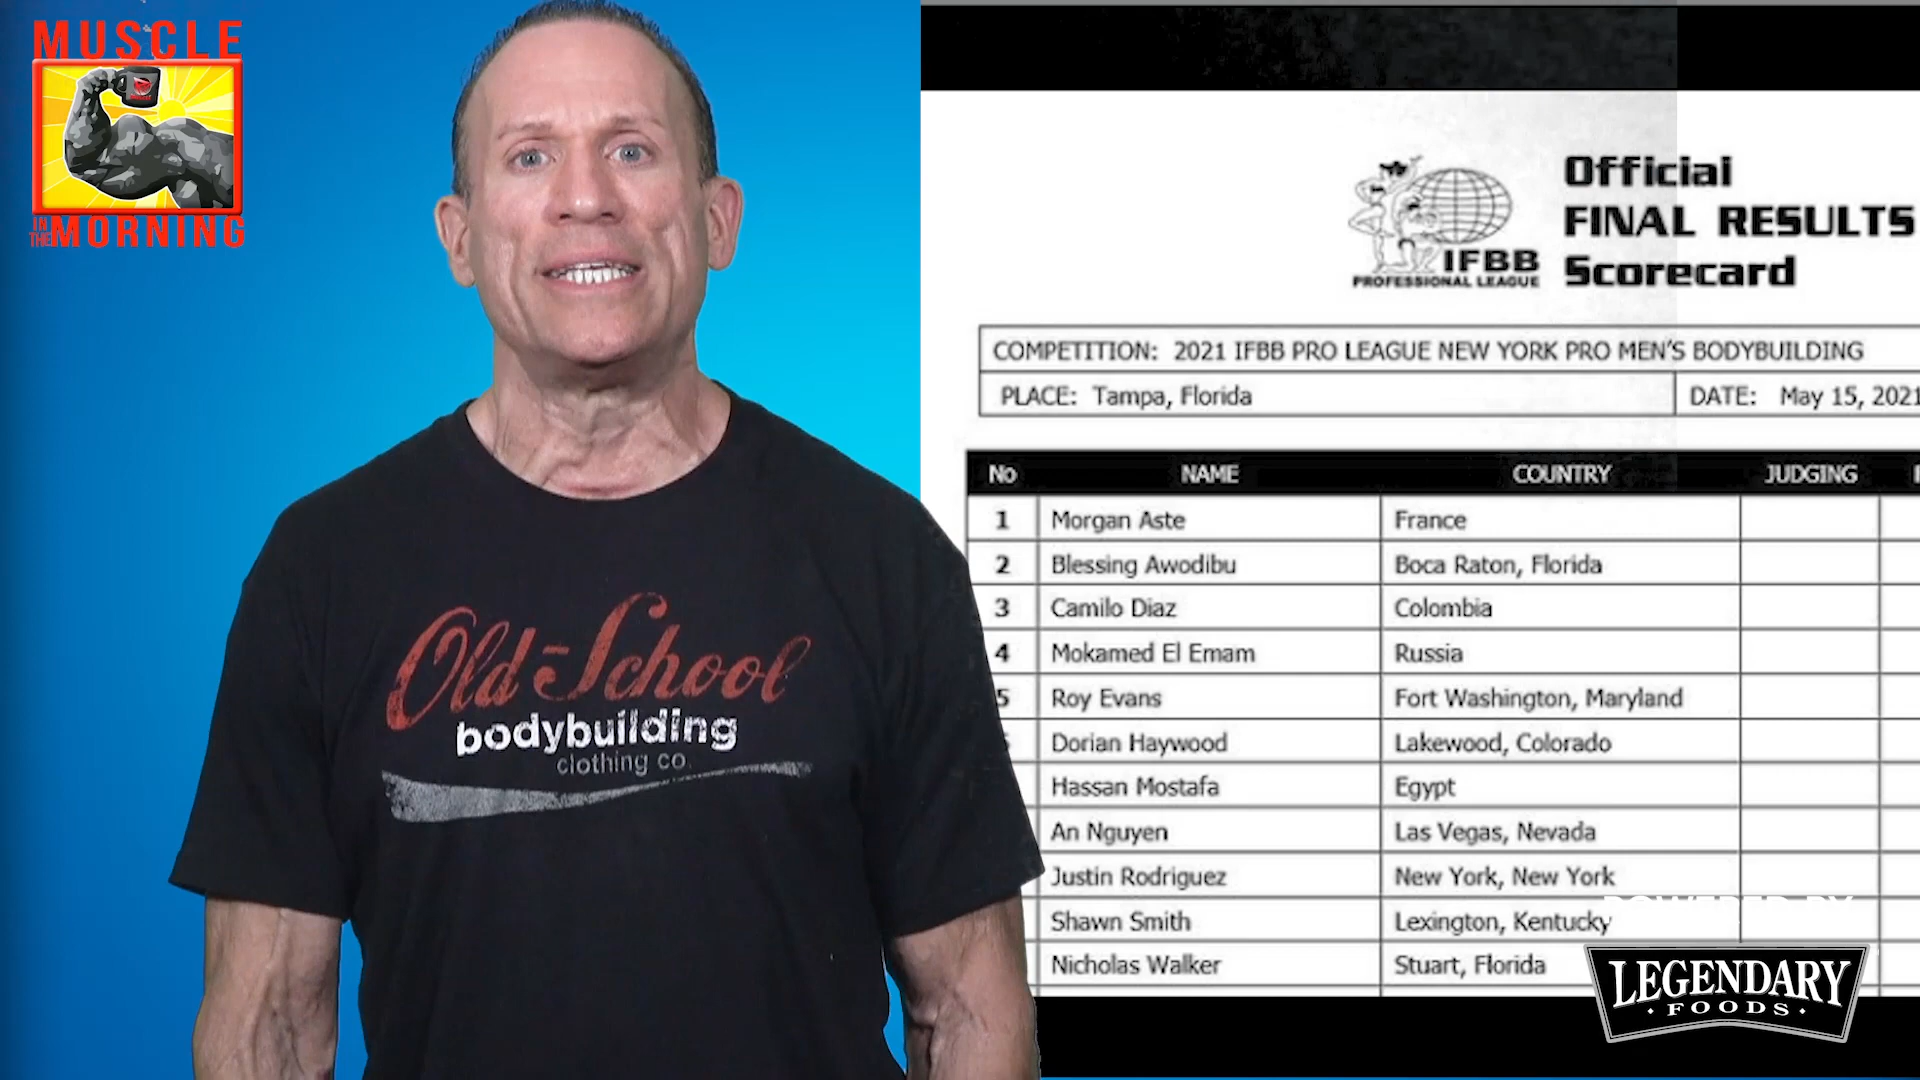 MUSCLE
IN THE MORNING
Old-School
bodybuilding
clothing co.
IFBB
PROFESSIONAL LEAGUE
Official
FINAL RESULTS
Scorecard
COMPETITION: 2021 IFBB PRO LEAGUE NEW YORK PRO MEN'S BODYBUILDING
PLACE: Tampa, Florida DATE: May 15, 2021
No NAME COUNTRY JUDGING
1 Morgan Aste France
2 Blessing Awodibu Boca Raton, Florida
3 Camilo Diaz Colombia
4 Mokamed El Emam Russia
5 Roy Evans Fort Washington, Maryland
Dorian Haywood Lakewood, Colorado
Hassan Mostafa Egypt
An Nguyen Las Vegas, Nevada
Justin Rodriguez New York, New York
Shawn Smith Lexington, Kentucky
Nicholas Walker Stuart, Florida
POWERED BY
LEGENDARY
FOODS